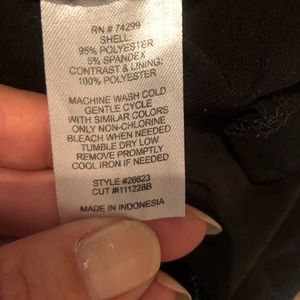 RN # 74299
SHELL:
95% POLYESTER
5% SPANDEX
CONTRAST & LINING:
100% POLYESTER
MACHINE WASH COLD
GENTLE CYCLE
WITH SIMILAR COLORS
ONLY NON-CHLORINE
BLEACH WHEN NEEDED
TUMBLE DRY LOW
REMOVE PROMPTLY
COOL IRON IF NEEDED
STYLE #26623
CUT #I111228B
MADE IN INDONESIA